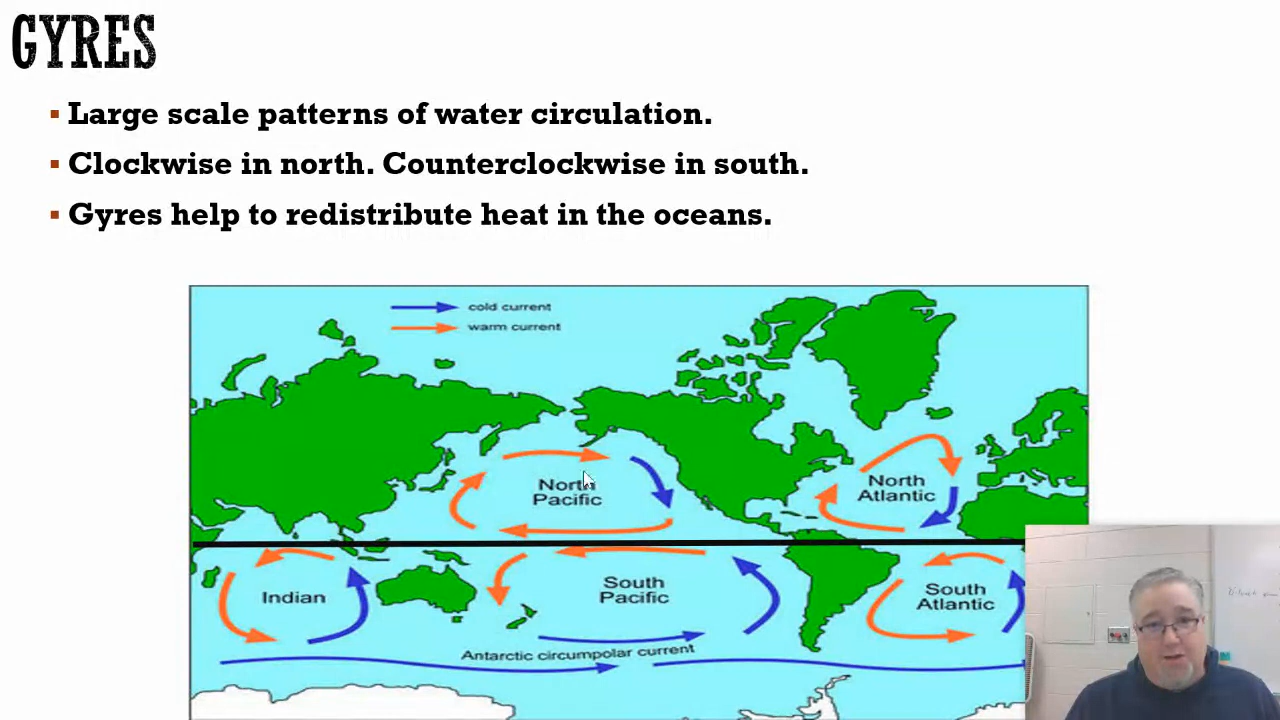 GYRES
▪ Large scale patterns of water circulation.
▪ Clockwise in north. Counterclockwise in south.
▪ Gyres help to redistribute heat in the oceans.
cold current
warm current
North
Pacific
North
Atlantic
Indian
South
Pacific
South
Atlantic
Antarctic circumpolar current